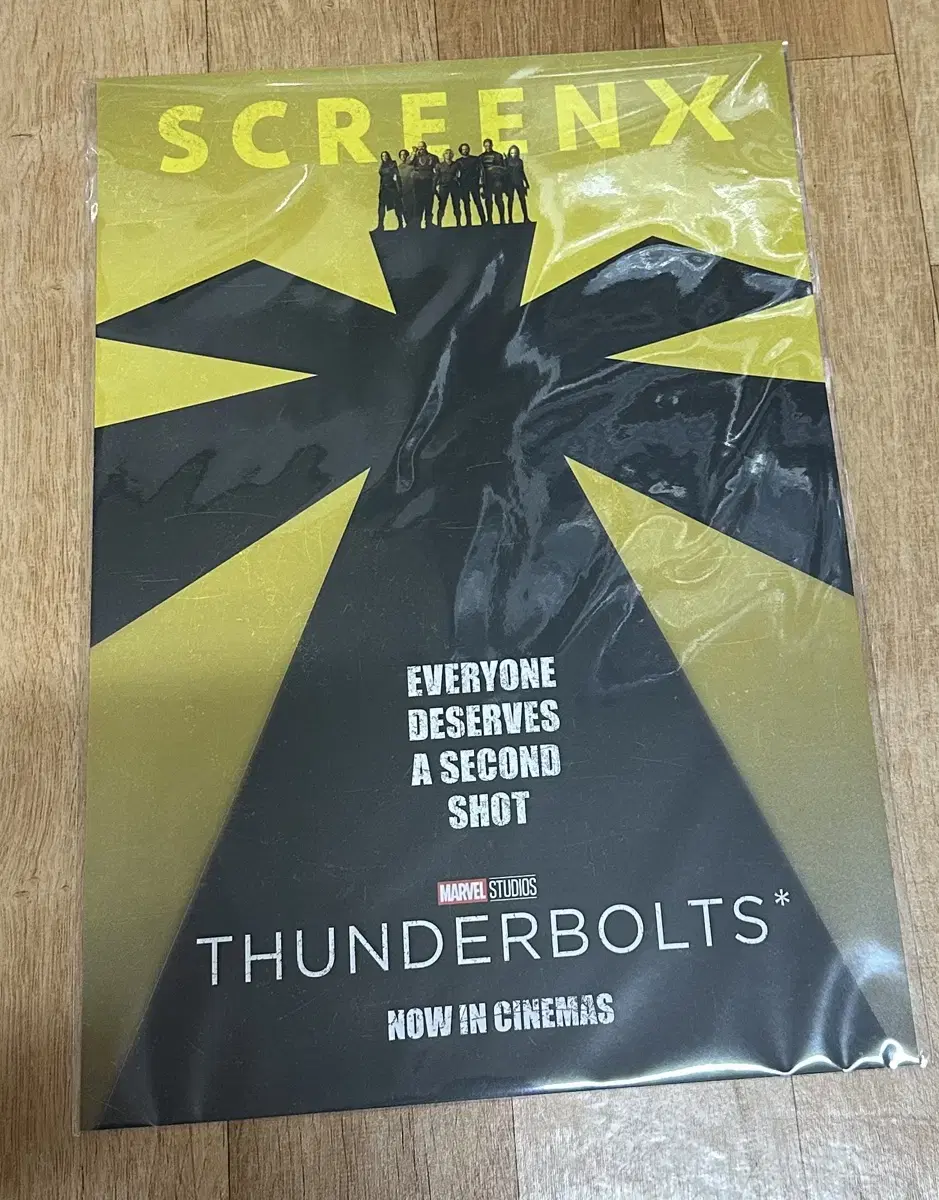 SCREENX
EVERYONE
DESERVES
A SECOND
SHOT
MARVEL STUDIOS
THUNDERBOLTS*
NOW IN CINEMAS